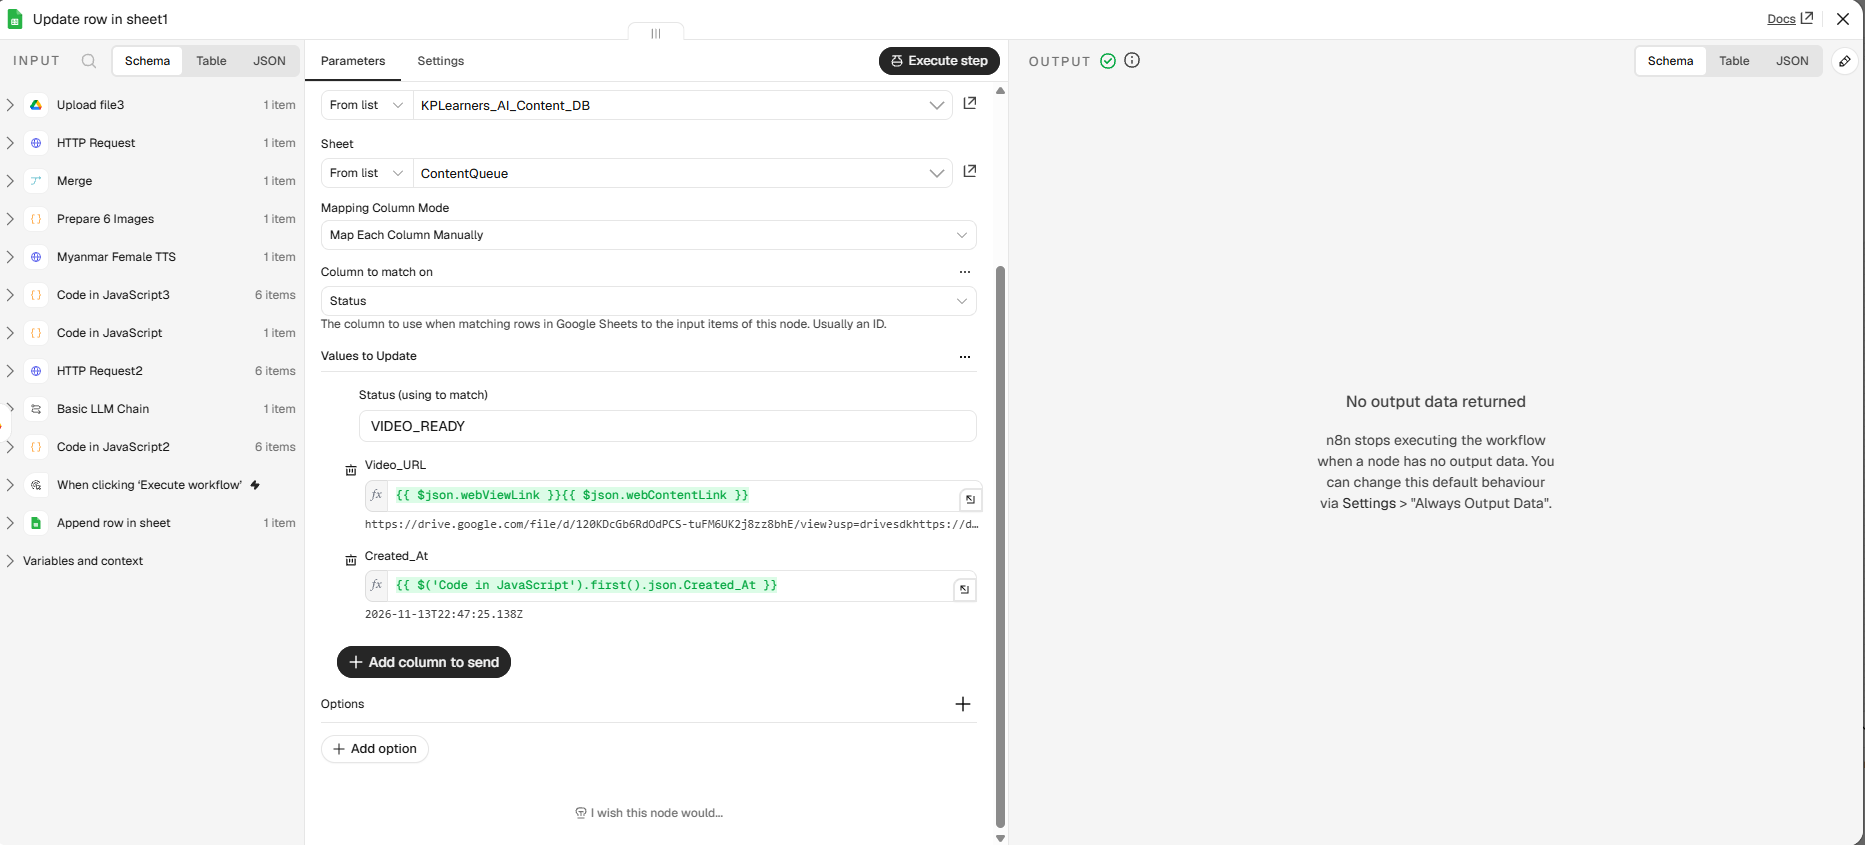 Update row in sheet1
Docs
INPUT
Schema
Table
JSON
Upload file3
1 item
HTTP Request
1 item
Merge
1 item
Prepare 6 Images
1 item
Myanmar Female TTS
1 item
Code in JavaScript3
6 items
Code in JavaScript
1 item
HTTP Request2
6 items
Basic LLM Chain
1 item
Code in JavaScript2
6 items
When clicking ‘Execute workflow’
Append row in sheet
1 item
Variables and context
Parameters
Settings
Execute step
From list
KPLearners_AI_Content_DB
Sheet
From list
ContentQueue
Mapping Column Mode
Map Each Column Manually
Column to match on
Status
The column to use when matching rows in Google Sheets to the input items of this node. Usually an ID.
Values to Update
Status (using to match)
VIDEO_READY
Video_URL
fx
{{ $json.webViewLink }}{{ $json.webContentLink }}
https://drive.google.com/file/d/120KDcGb6RdOdPCS-tuFM6UK2j8zz8bhE/view?usp=drivesdkhttps://d…
Created_At
fx
{{ $('Code in JavaScript').first().json.Created_At }}
2026-11-13T22:47:25.138Z
Add column to send
Options
Add option
I wish this node would...
OUTPUT
Schema
Table
JSON
No output data returned
n8n stops executing the workflow
when a node has no output data. You
can change this default behaviour
via Settings > "Always Output Data".